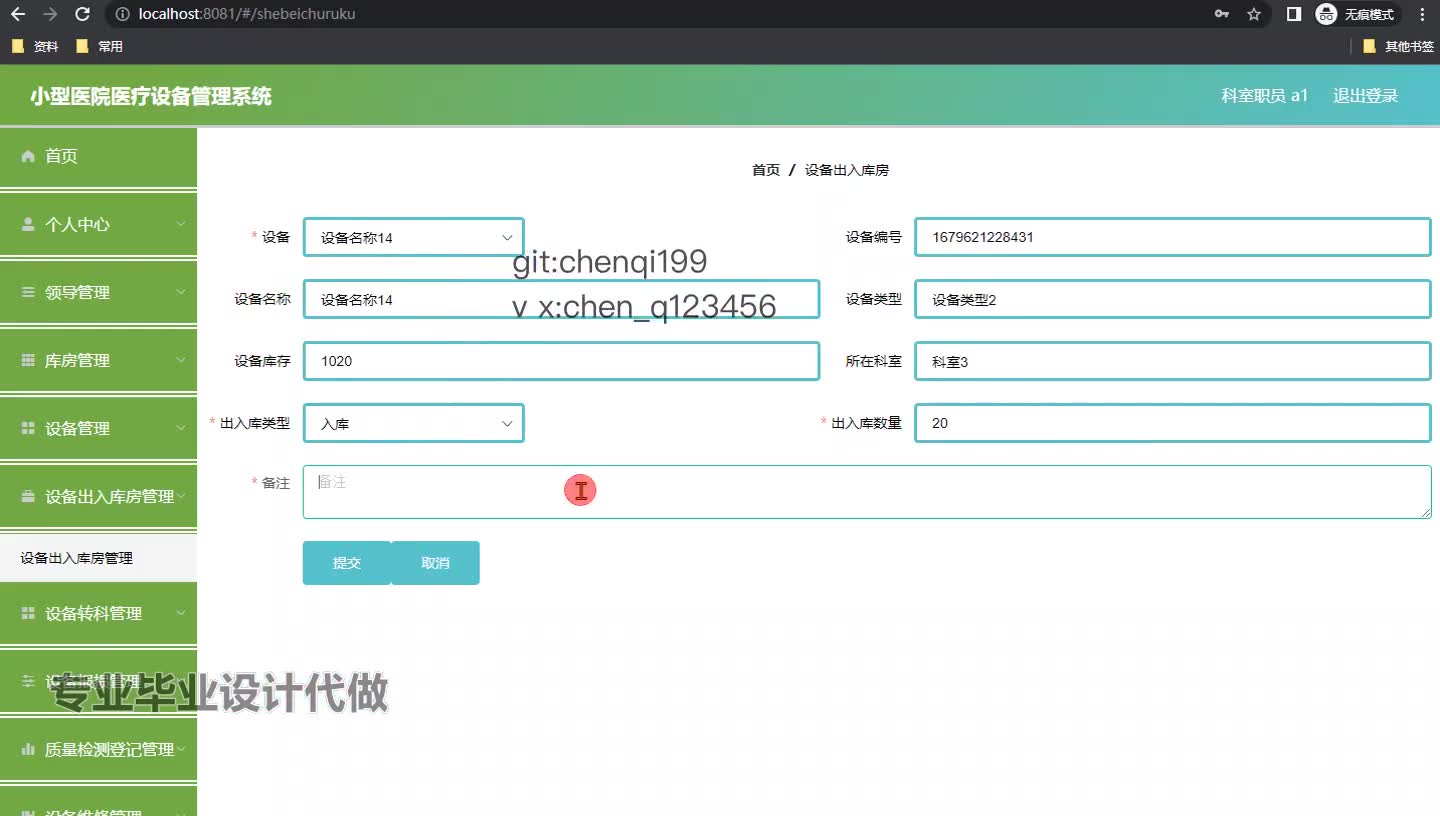 localhost:8081/#/shebeichuruku
无痕模式
资料
常用
其他书签
小型医院医疗设备管理系统
科室职员 a1
退出登录
首页
个人中心
领导管理
库房管理
设备管理
设备出入库房管理
设备出入库房管理
设备转科管理
质量检测登记管理
设备维修管理
首页 / 设备出入库房
* 设备
设备名称14
设备编号
1679621228431
git:chenqi199
设备名称
设备名称14
v x:chen_q123456
设备类型
设备类型2
设备库存
1020
所在科室
科室3
* 出入库类型
入库
* 出入库数量
20
* 备注
备注
提交
取消
专业毕业设计代做